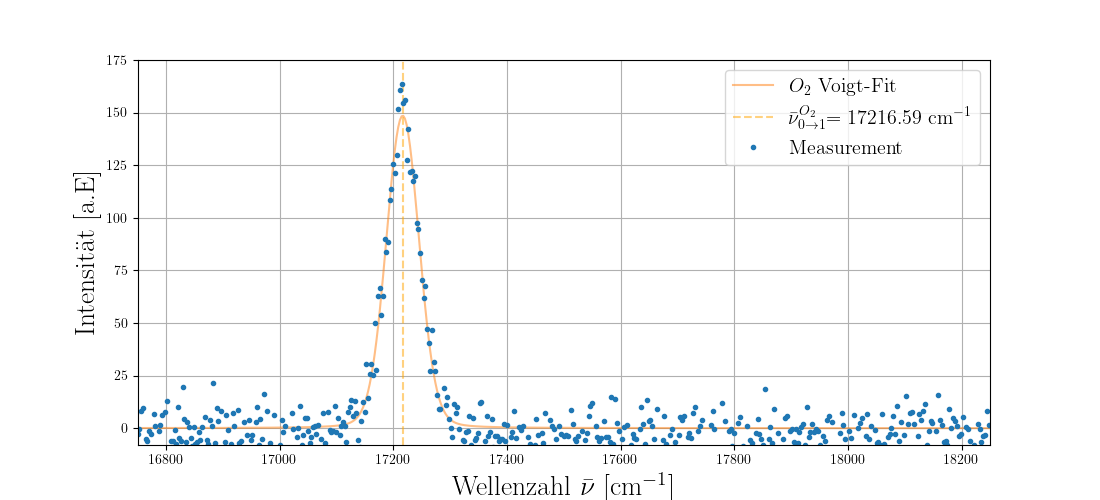 175
150
125
100
75
50
25
0
Intensität [a.E]
O₂ Voigt-Fit
ν̄₀→₁^O₂= 17216.59 cm⁻¹
Measurement
16800 17000 17200 17400 17600 17800 18000 18200
Wellenzahl ν̄ [cm⁻¹]